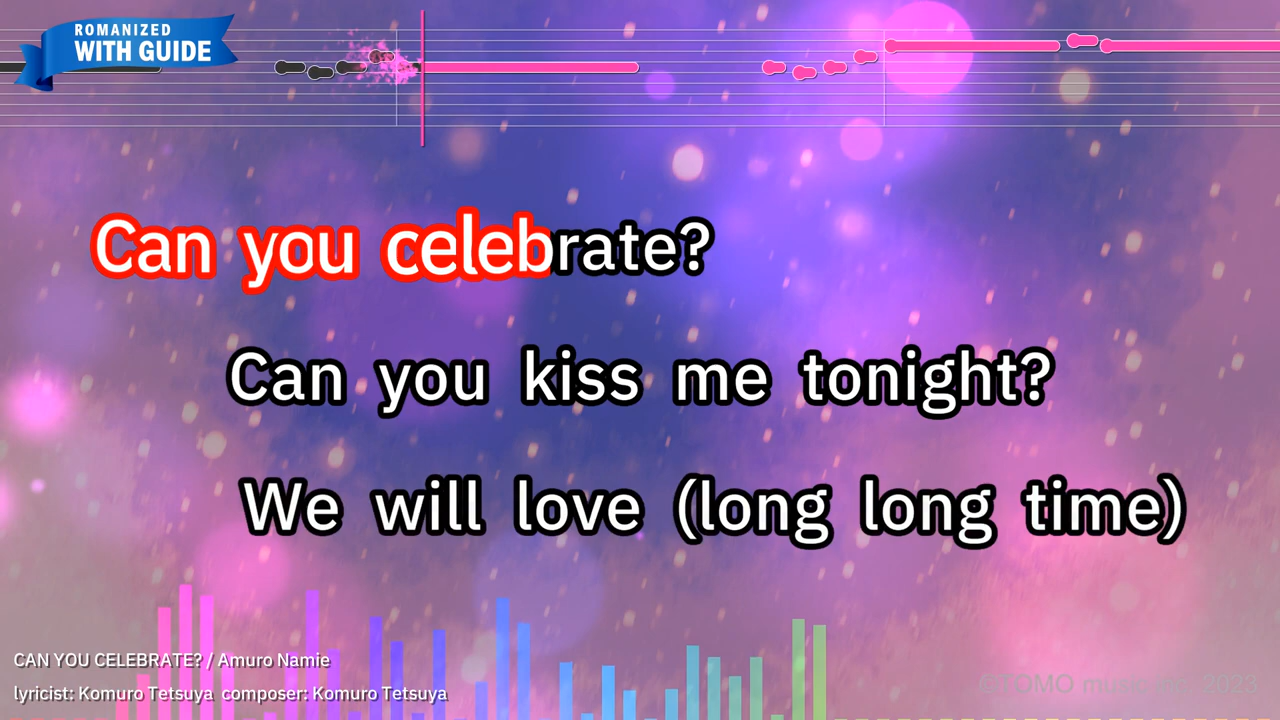 ROMANIZED
WITH GUIDE
Can you celebrate?
Can you kiss me tonight?
We will love (long long time)
CAN YOU CELEBRATE? / Amuro Namie
lyricist: Komuro Tetsuya composer: Komuro Tetsuya
©TOMO music 2023